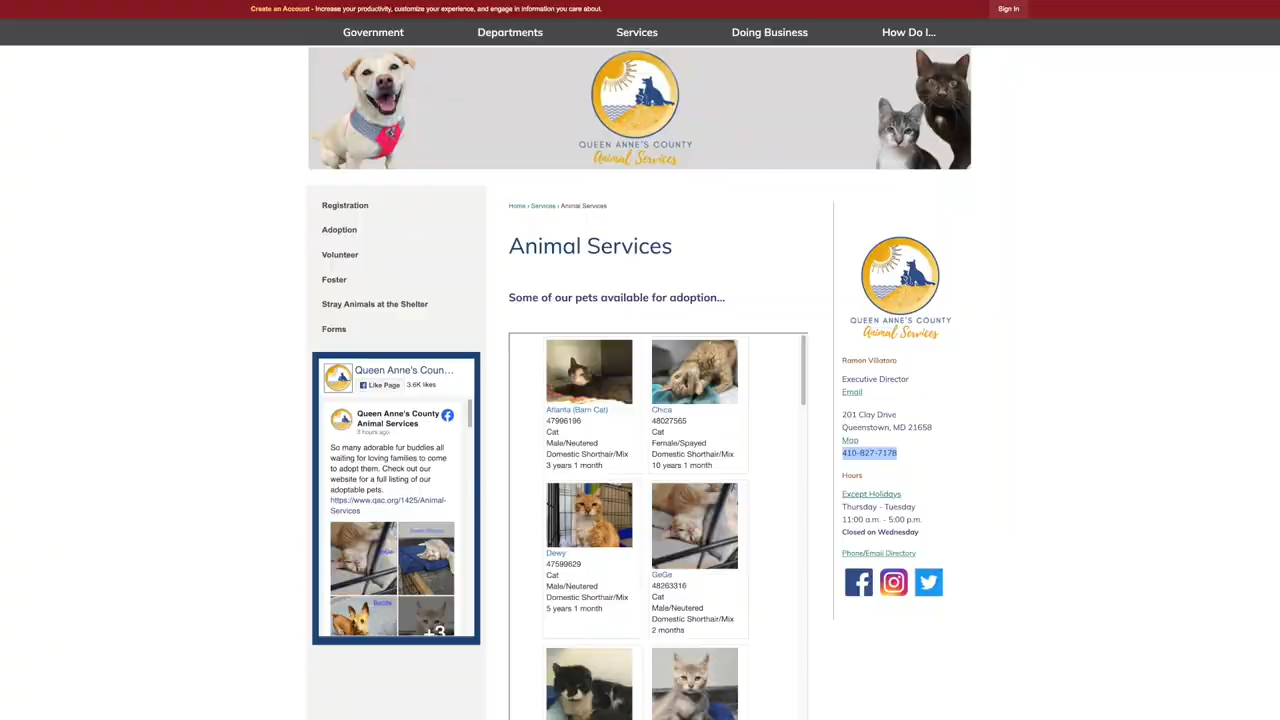 Create an Account - Increase your productivity, customize your experience, and engage in information you care about.
Sign In
Government
Departments
Services
Doing Business
How Do I...
QUEEN ANNE'S COUNTY
Animal Services
Registration
Adoption
Volunteer
Foster
Stray Animals at the Shelter
Forms
Queen Anne's Coun...
Like Page
3.6K likes
Queen Anne's County
Animal Services
3 hours ago
So many adorable fur buddies all
waiting for loving families to come
to adopt them. Check out our
website for a full listing of our
adoptable pets.
https://www.qac.org/1425/Animal-
Services
+3
Home › Services › Animal Services
Animal Services
Some of our pets available for adoption...
Atlanta (Barn Cat)
47996196
Cat
Male/Neutered
Domestic Shorthair/Mix
3 years 1 month
Chica
48027565
Cat
Female/Spayed
Domestic Shorthair/Mix
10 years 1 month
Dewy
47599629
Cat
Male/Neutered
Domestic Shorthair/Mix
5 years 1 month
GeGe
48263316
Cat
Male/Neutered
Domestic Shorthair/Mix
2 months
QUEEN ANNE'S COUNTY
Animal Services
Ramon Villatoro
Executive Director
Email
201 Clay Drive
Queenstown, MD 21658
Map
410-827-7178
Hours
Except Holidays
Thursday - Tuesday
11:00 a.m. - 5:00 p.m.
Closed on Wednesday
Phone/Email Directory